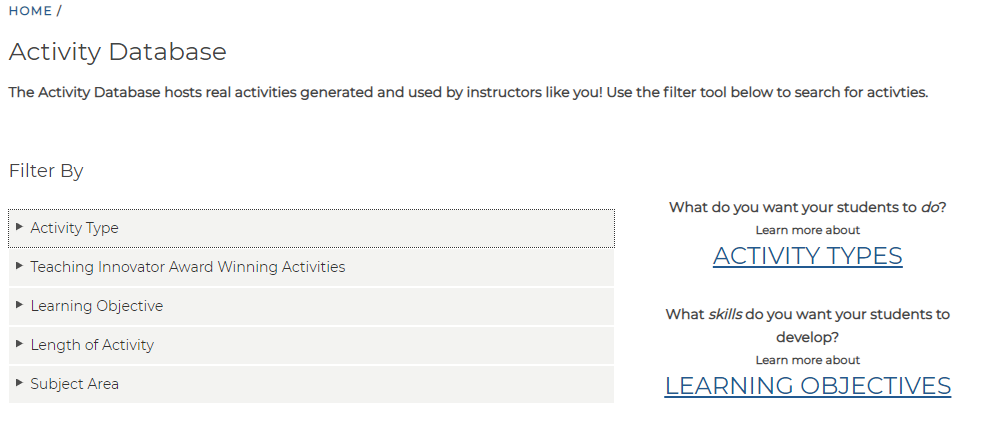 HOME /
Activity Database
The Activity Database hosts real activities generated and used by instructors like you! Use the filter tool below to search for activties.
Filter By
Activity Type
Teaching Innovator Award Winning Activities
Learning Objective
Length of Activity
Subject Area
What do you want your students to do?
Learn more about
ACTIVITY TYPES
What skills do you want your students to
develop?
Learn more about
LEARNING OBJECTIVES